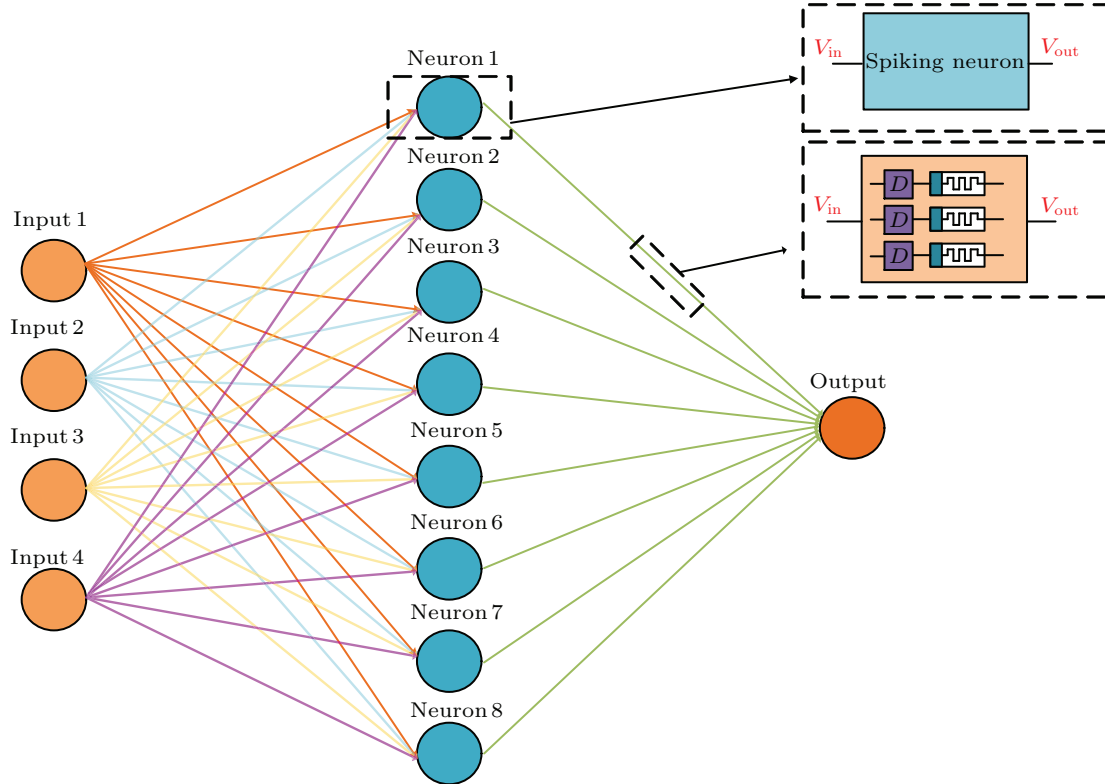 Neuron 1
Spiking neuron
V_in
V_out
Neuron 2
D
D
D
V_in
V_out
Input 1
Neuron 3
Input 2
Neuron 4
Output
Input 3
Neuron 5
Neuron 6
Input 4
Neuron 7
Neuron 8